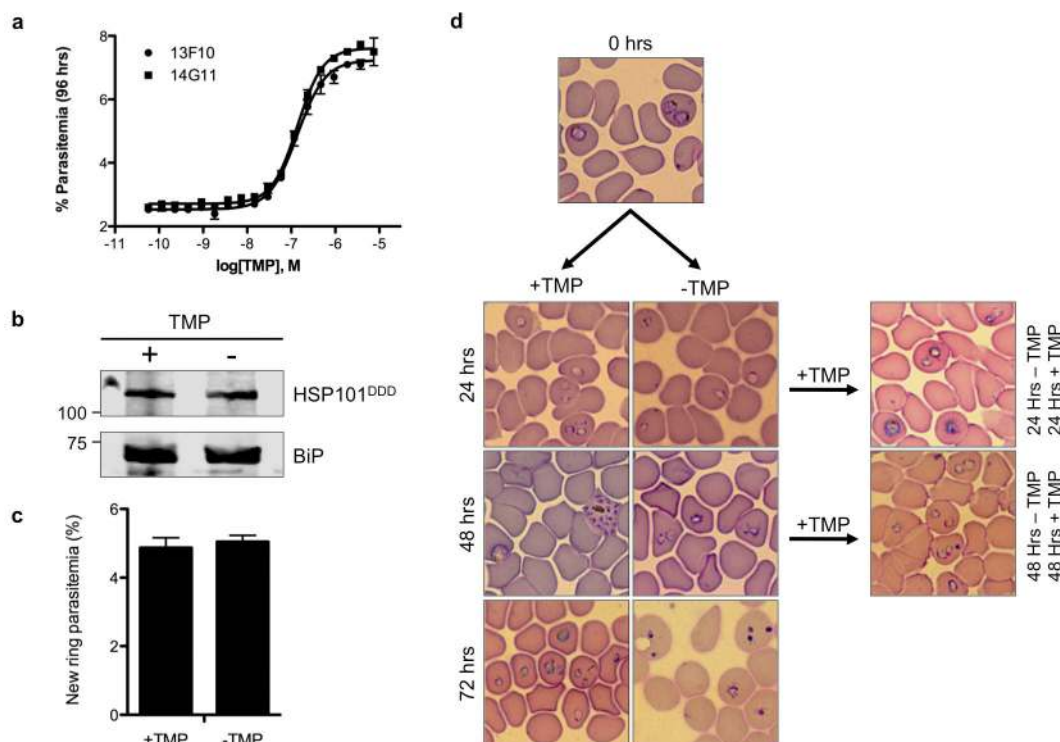 a
% Parasitemia (96 hrs)
8
6
4
2
13F10
14G11
-11 -10 -9 -8 -7 -6 -5
log[TMP], M
b
TMP
+ -
HSP101DDD
100
75
BiP
c
New ring parasitemia (%)
6
4
2
0
+TMP -TMP
d
0 hrs
+TMP -TMP
24 hrs
+TMP
24 Hrs – TMP
24 Hrs + TMP
48 hrs
+TMP
48 Hrs – TMP
48 Hrs + TMP
72 hrs